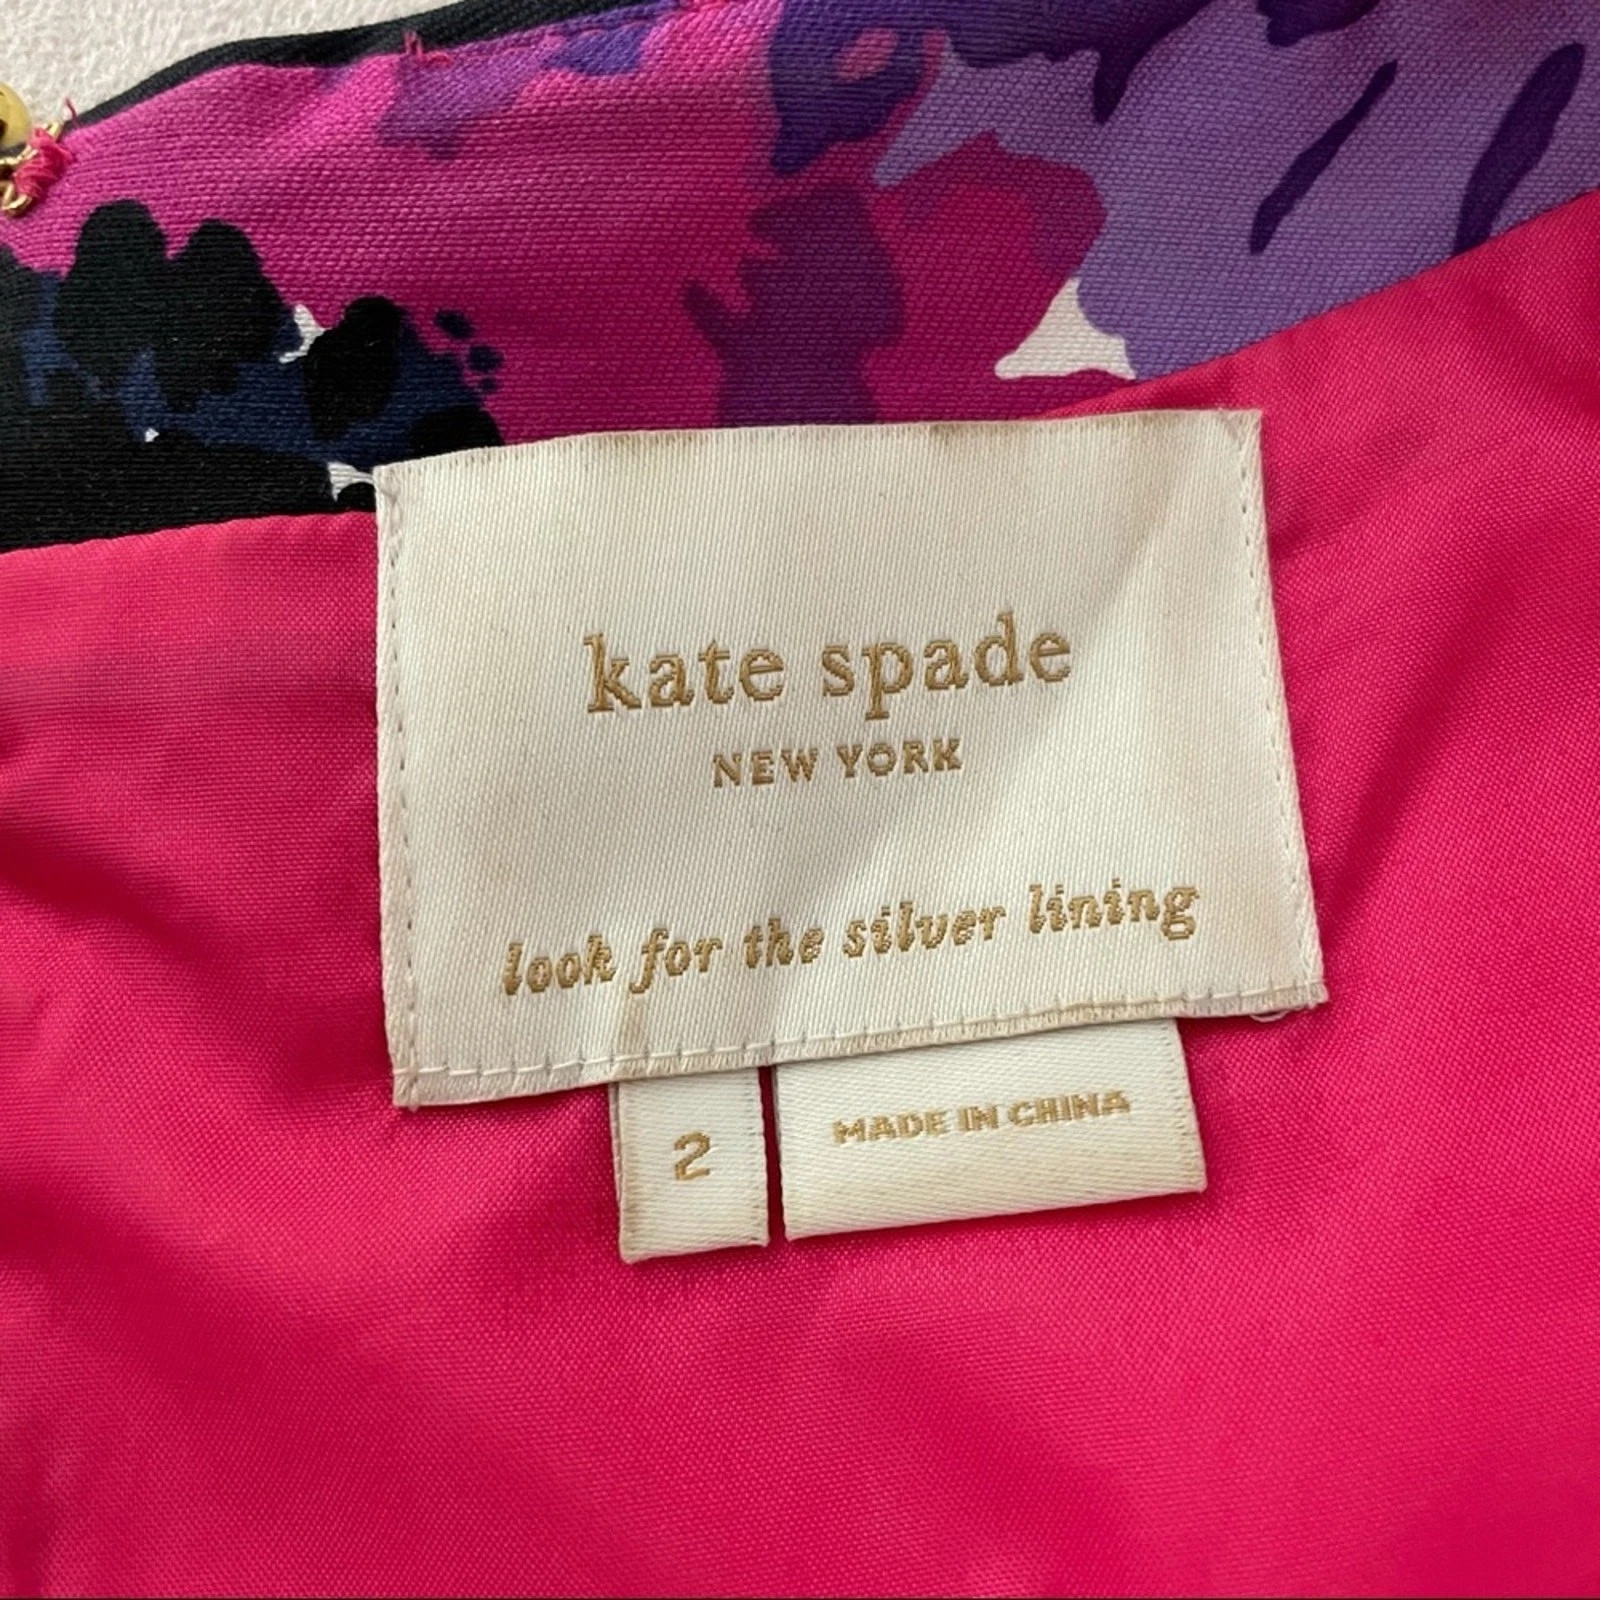 kate spade
NEW YORK
look for the silver lining
2
MADE IN CHINA